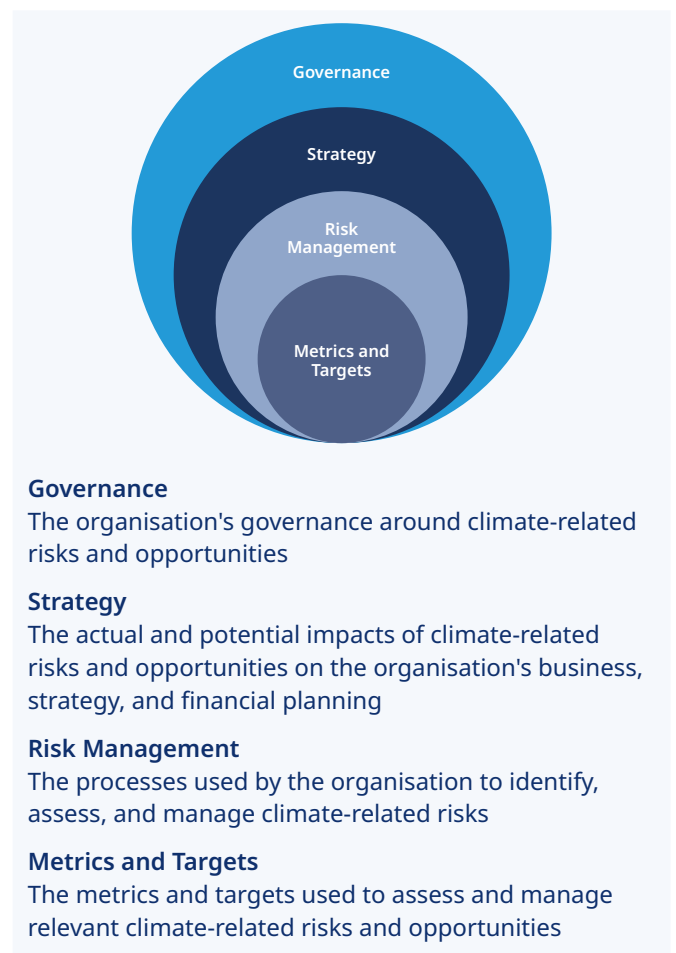 Governance
Strategy
Risk
Management
Metrics and
Targets
Governance
The organisation's governance around climate-related
risks and opportunities
Strategy
The actual and potential impacts of climate-related
risks and opportunities on the organisation's business,
strategy, and financial planning
Risk Management
The processes used by the organisation to identify,
assess, and manage climate-related risks
Metrics and Targets
The metrics and targets used to assess and manage
relevant climate-related risks and opportunities